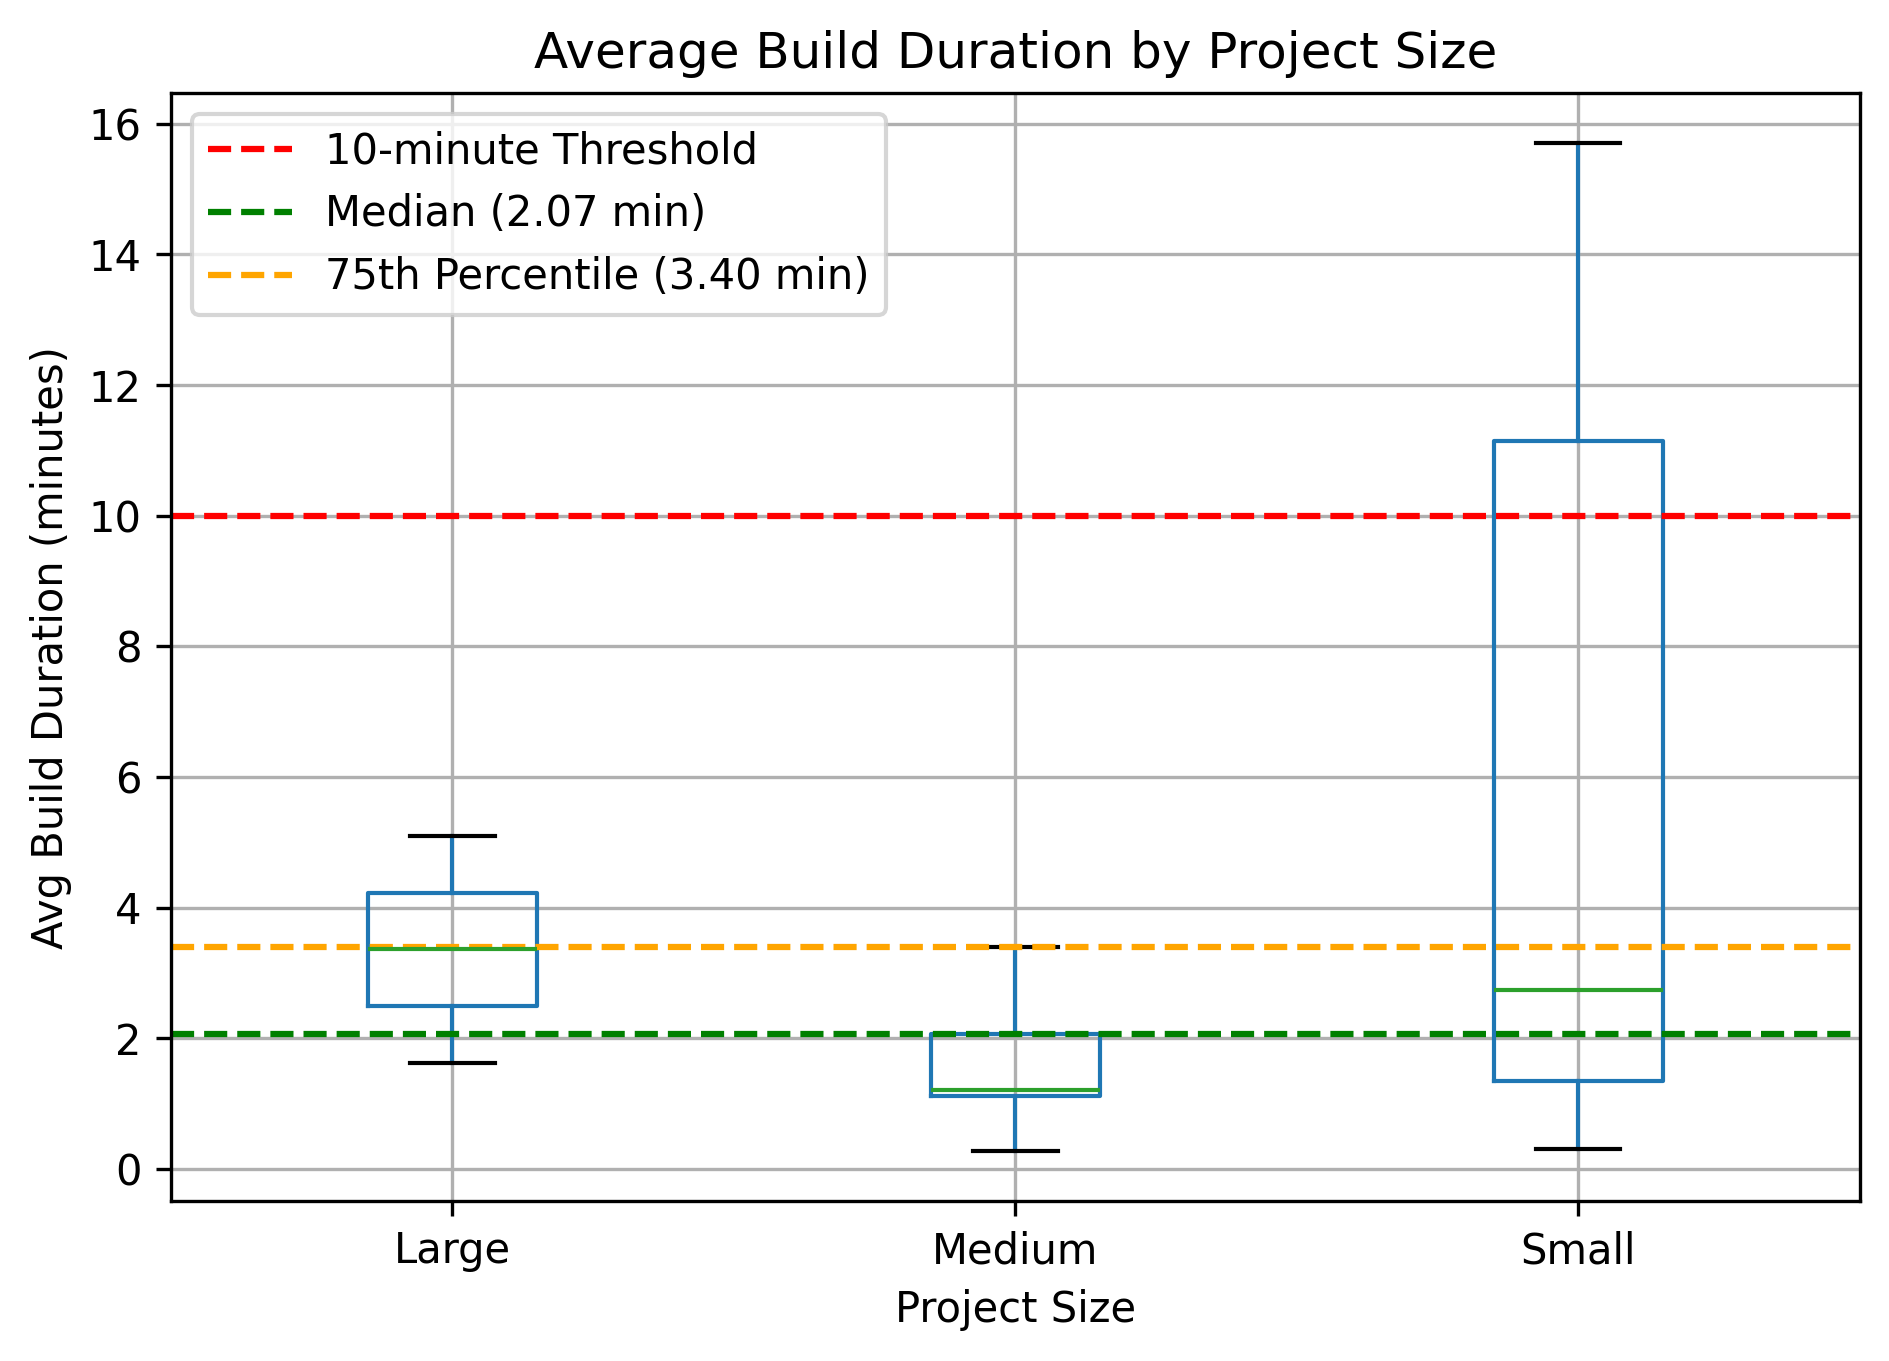 Average Build Duration by Project Size
10-minute Threshold
Median (2.07 min)
75th Percentile (3.40 min)
Avg Build Duration (minutes)
16
14
12
10
8
6
4
2
0
Large
Medium
Small
Project Size